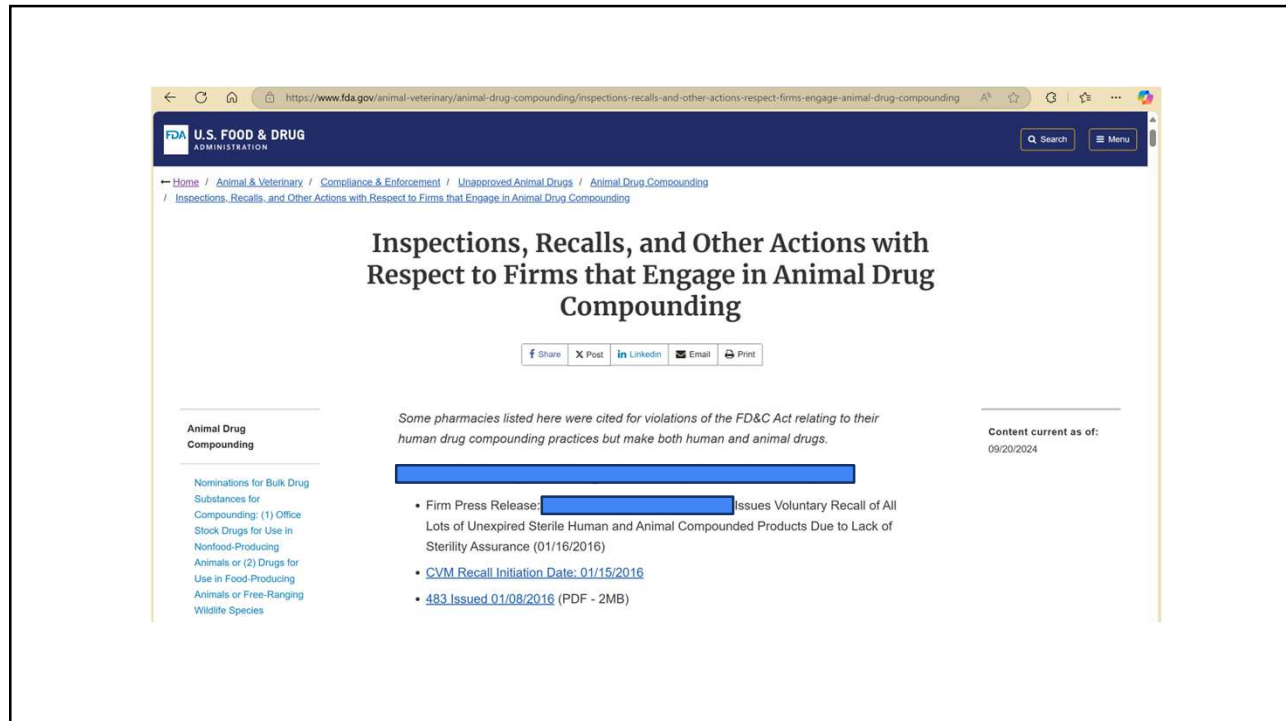 https://www.fda.gov/animal-veterinary/animal-drug-compounding/inspections-recalls-and-other-actions-respect-firms-engage-animal-drug-compounding
FDA U.S. FOOD & DRUG
ADMINISTRATION
Search
Menu
Home / Animal & Veterinary / Compliance & Enforcement / Unapproved Animal Drugs / Animal Drug Compounding
/ Inspections, Recalls, and Other Actions with Respect to Firms that Engage in Animal Drug Compounding
Inspections, Recalls, and Other Actions with
Respect to Firms that Engage in Animal Drug
Compounding
f Share X Post in Linkedin Email Print
Animal Drug
Compounding
Nominations for Bulk Drug
Substances for
Compounding: (1) Office
Stock Drugs for Use in
Nonfood-Producing
Animals or (2) Drugs for
Use in Food-Producing
Animals or Free-Ranging
Wildlife Species
Some pharmacies listed here were cited for violations of the FD&C Act relating to their
human drug compounding practices but make both human and animal drugs.
• Firm Press Release: Issues Voluntary Recall of All
Lots of Unexpired Sterile Human and Animal Compounded Products Due to Lack of
Sterility Assurance (01/16/2016)
• CVM Recall Initiation Date: 01/15/2016
• 483 Issued 01/08/2016 (PDF - 2MB)
Content current as of:
09/20/2024